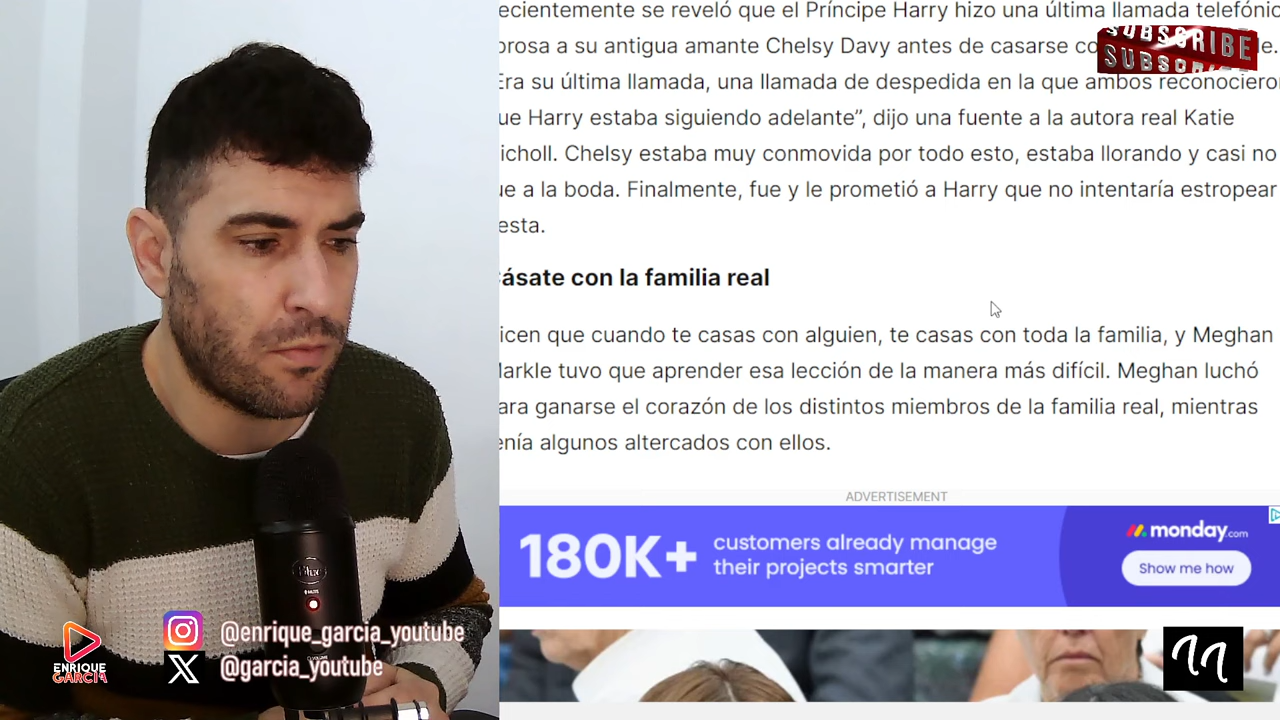 ecientemente se reveló que el Príncipe Harry hizo una última llamada telefónic
orosa a su antigua amante Chelsy Davy antes de casarse co
e.
Era su última llamada, una llamada de despedida en la que ambos reconociero
ue Harry estaba siguiendo adelante”, dijo una fuente a la autora real Katie
icholl. Chelsy estaba muy conmovida por todo esto, estaba llorando y casi no
ue a la boda. Finalmente, fue y le prometió a Harry que no intentaría estropear
esta.
Cásate con la familia real
icen que cuando te casas con alguien, te casas con toda la familia, y Meghan
Markle tuvo que aprender esa lección de la manera más difícil. Meghan luchó
ara ganarse el corazón de los distintos miembros de la familia real, mientras
enía algunos altercados con ellos.
SUBSCRIBE
SUBSCRIBE
ADVERTISEMENT
180K+
customers already manage
their projects smarter
monday.com
Show me how
Blue
@enrique_garcia_youtube
@garcia_youtube
ENRIQUE
GARCIA